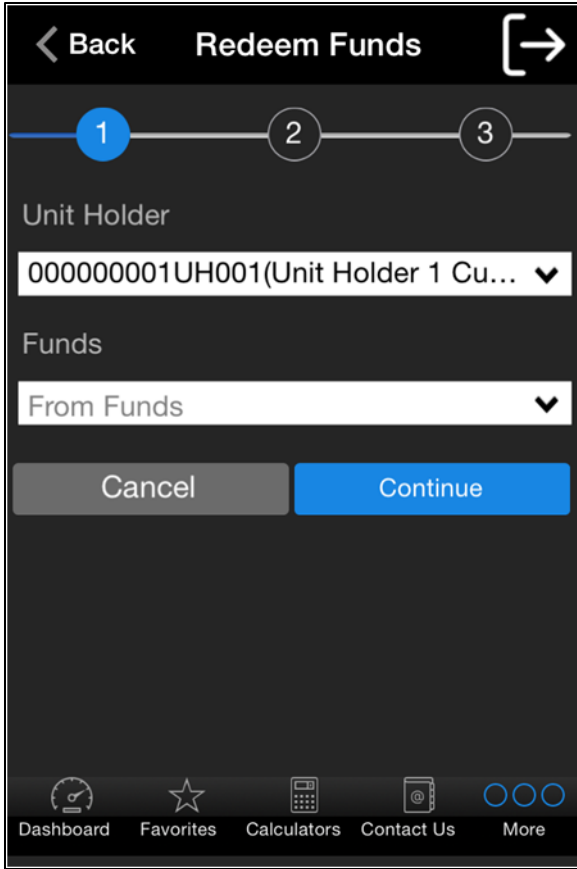 Back Redeem Funds
1 2 3
Unit Holder
000000001UH001(Unit Holder 1 Cu...
Funds
From Funds
Cancel Continue
@
Dashboard Favorites Calculators Contact Us More